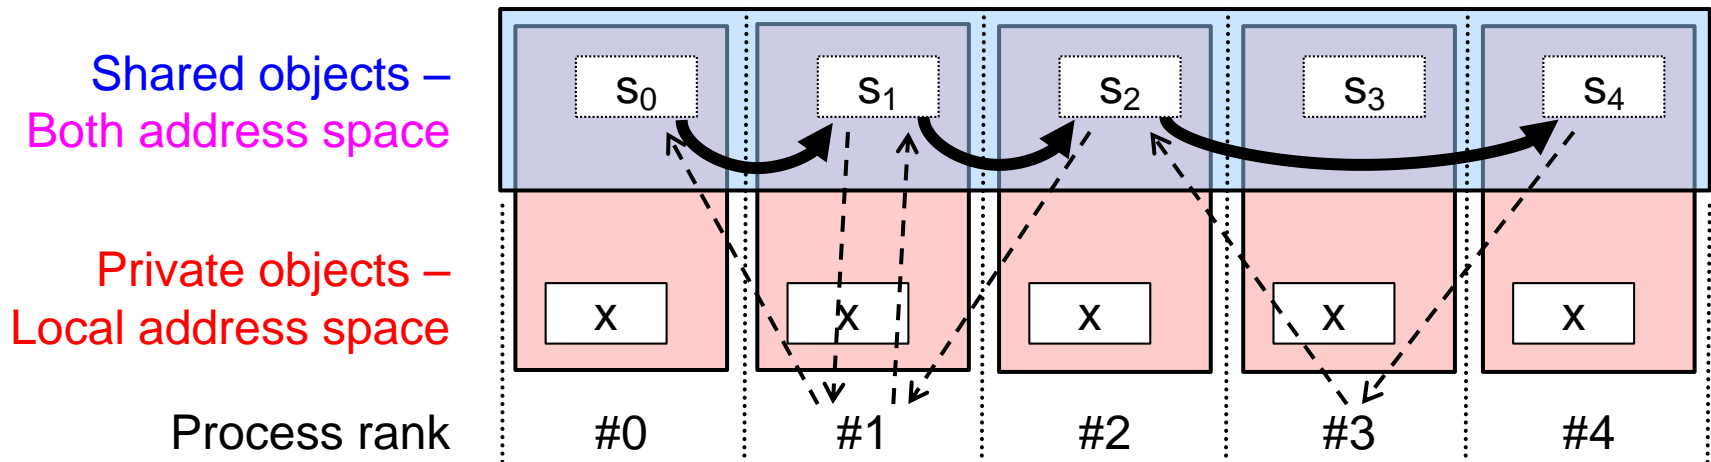 Shared objects –
Both address space
s₀ s₁ s₂ s₃ s₄
Private objects –
Local address space
x x x x x
Process rank #0 #1 #2 #3 #4